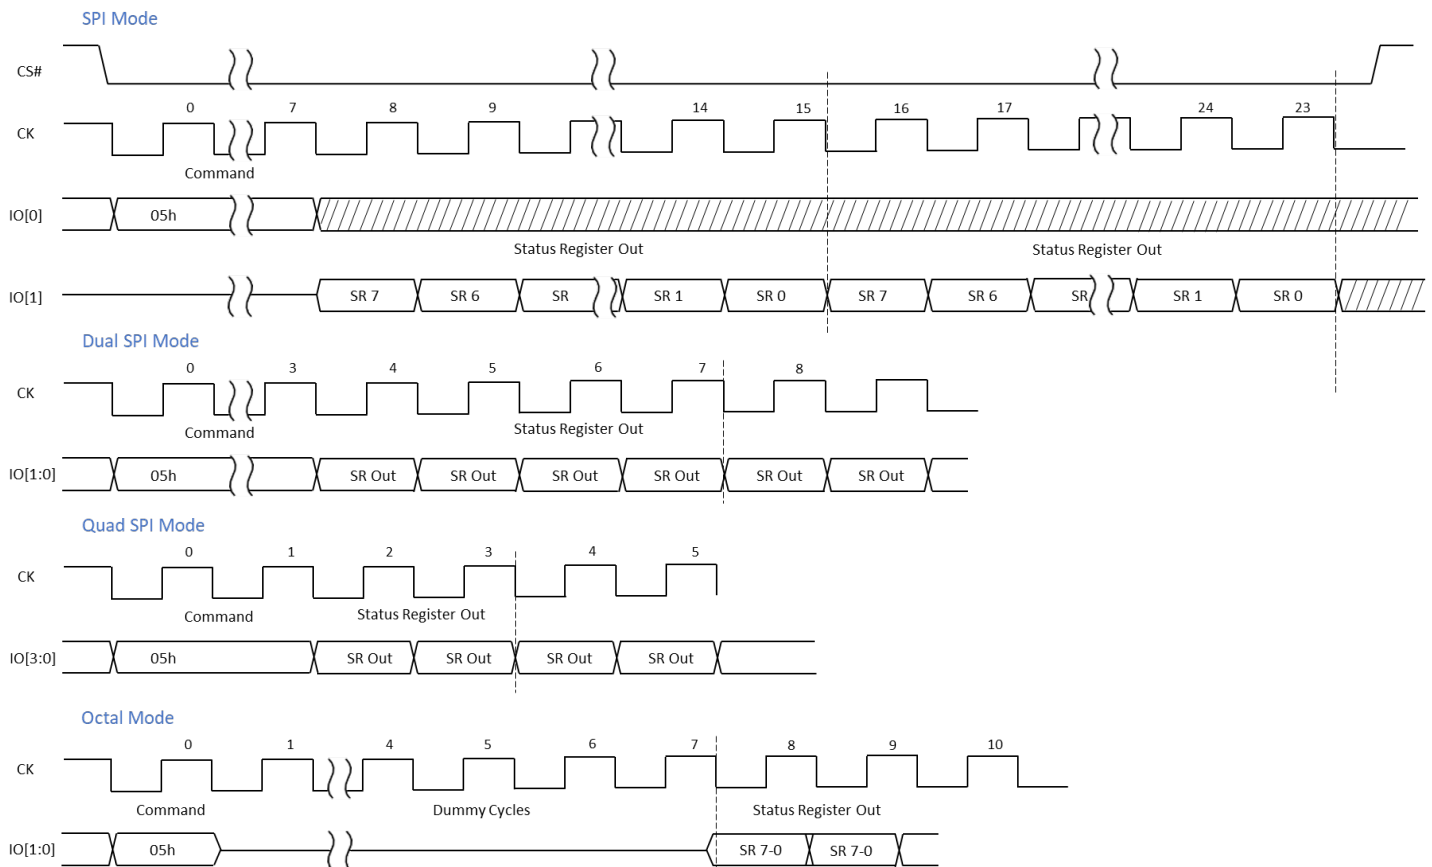 SPI Mode
CS#
0 7 8 9 14 15 16 17 24 23
CK
Command
IO[0] 05h
Status Register Out Status Register Out
IO[1] SR 7 SR 6 SR SR 1 SR 0 SR 7 SR 6 SR SR 1 SR 0
Dual SPI Mode
0 3 4 5 6 7 8
CK
Command Status Register Out
IO[1:0] 05h SR Out SR Out SR Out SR Out SR Out SR Out
Quad SPI Mode
0 1 2 3 4 5
CK
Command Status Register Out
IO[3:0] 05h SR Out SR Out SR Out SR Out
Octal Mode
0 1 4 5 6 7 8 9 10
CK
Command Dummy Cycles Status Register Out
IO[1:0] 05h SR 7-0 SR 7-0